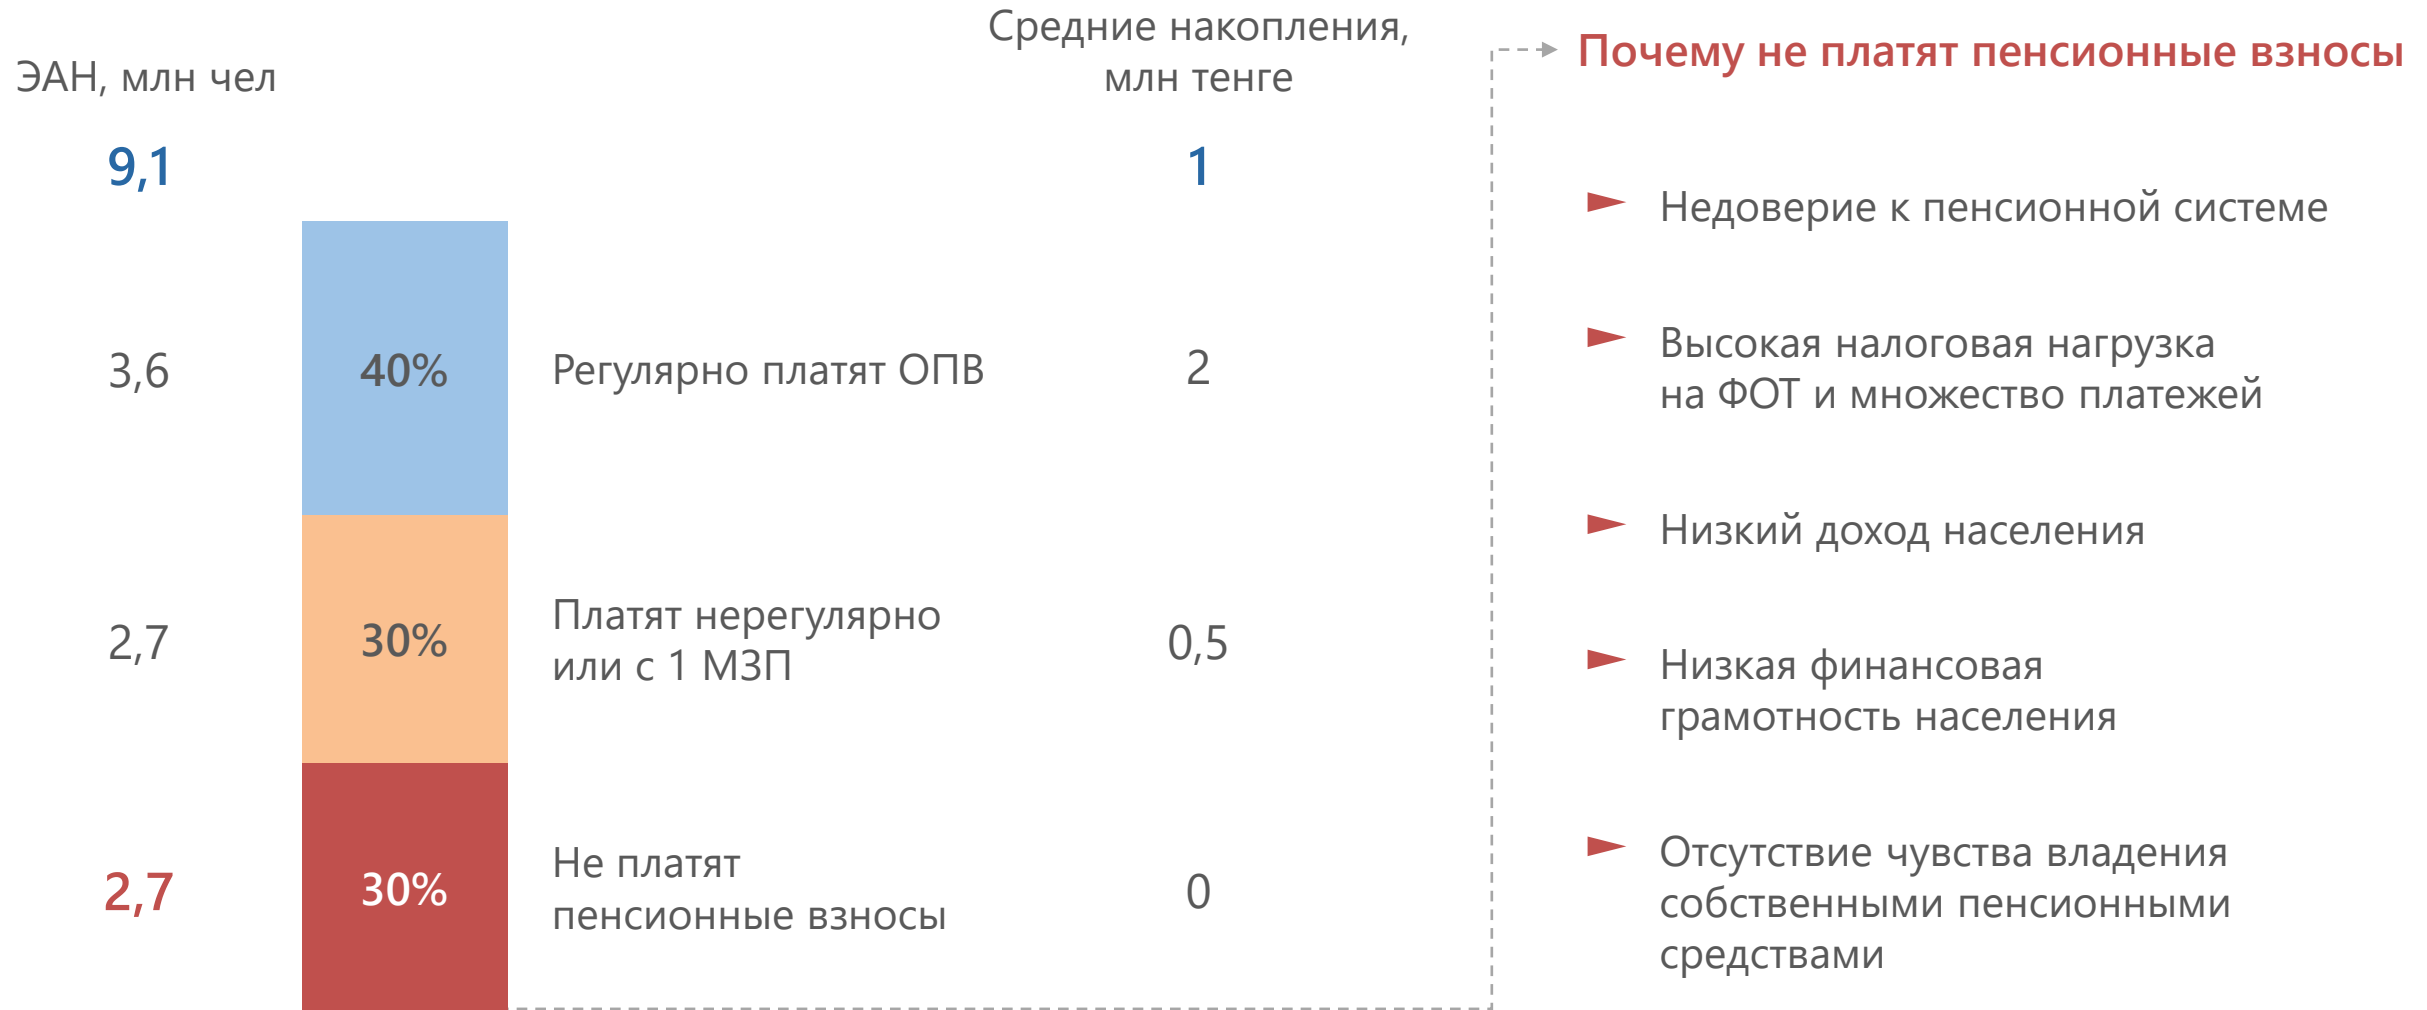 ЭАН, млн чел
Средние накопления,
млн тенге
9,1
1
3,6
40%
Регулярно платят ОПВ
2
2,7
30%
Платят нерегулярно
или с 1 МЗП
0,5
2,7
30%
Не платят
пенсионные взносы
0
Почему не платят пенсионные взносы
Недоверие к пенсионной системе
Высокая налоговая нагрузка
на ФОТ и множество платежей
Низкий доход населения
Низкая финансовая
грамотность населения
Отсутствие чувства владения
собственными пенсионными
средствами